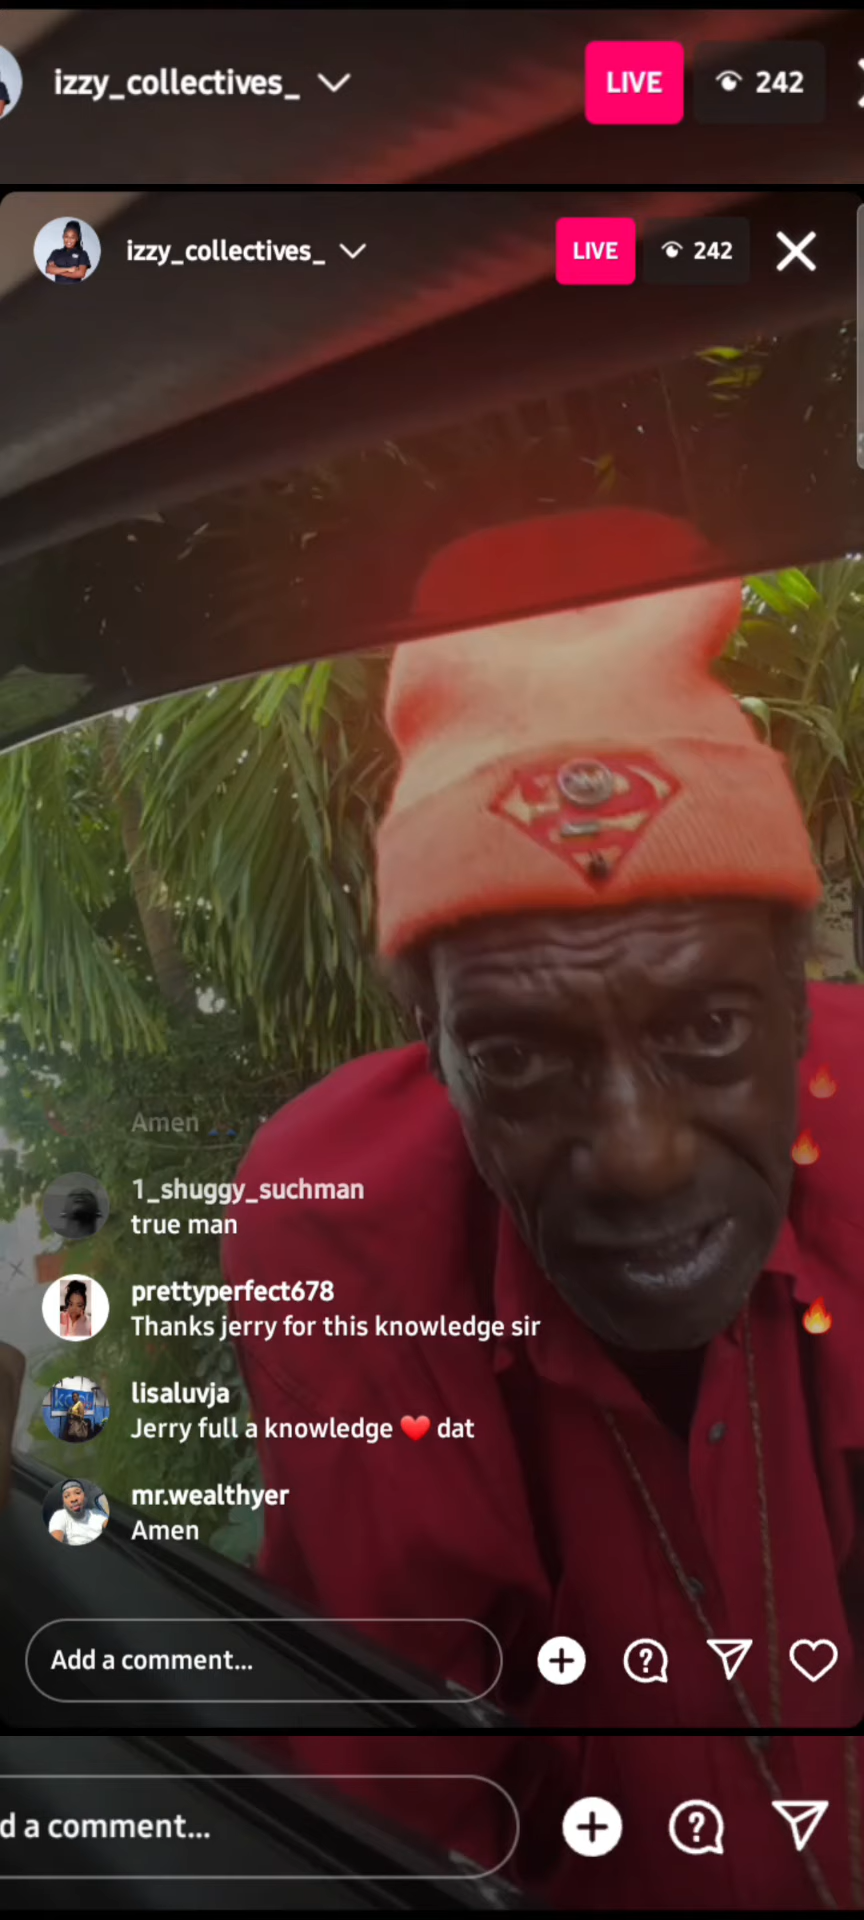 izzy_collectives_
LIVE
242
izzy_collectives_
LIVE
242
Amen
1_shuggy_suchman
true man
prettyperfect678
Thanks jerry for this knowledge sir
lisaluvja
Jerry full a knowledge ❤️ dat
mr.wealthyer
Amen
Add a comment...
d a comment...